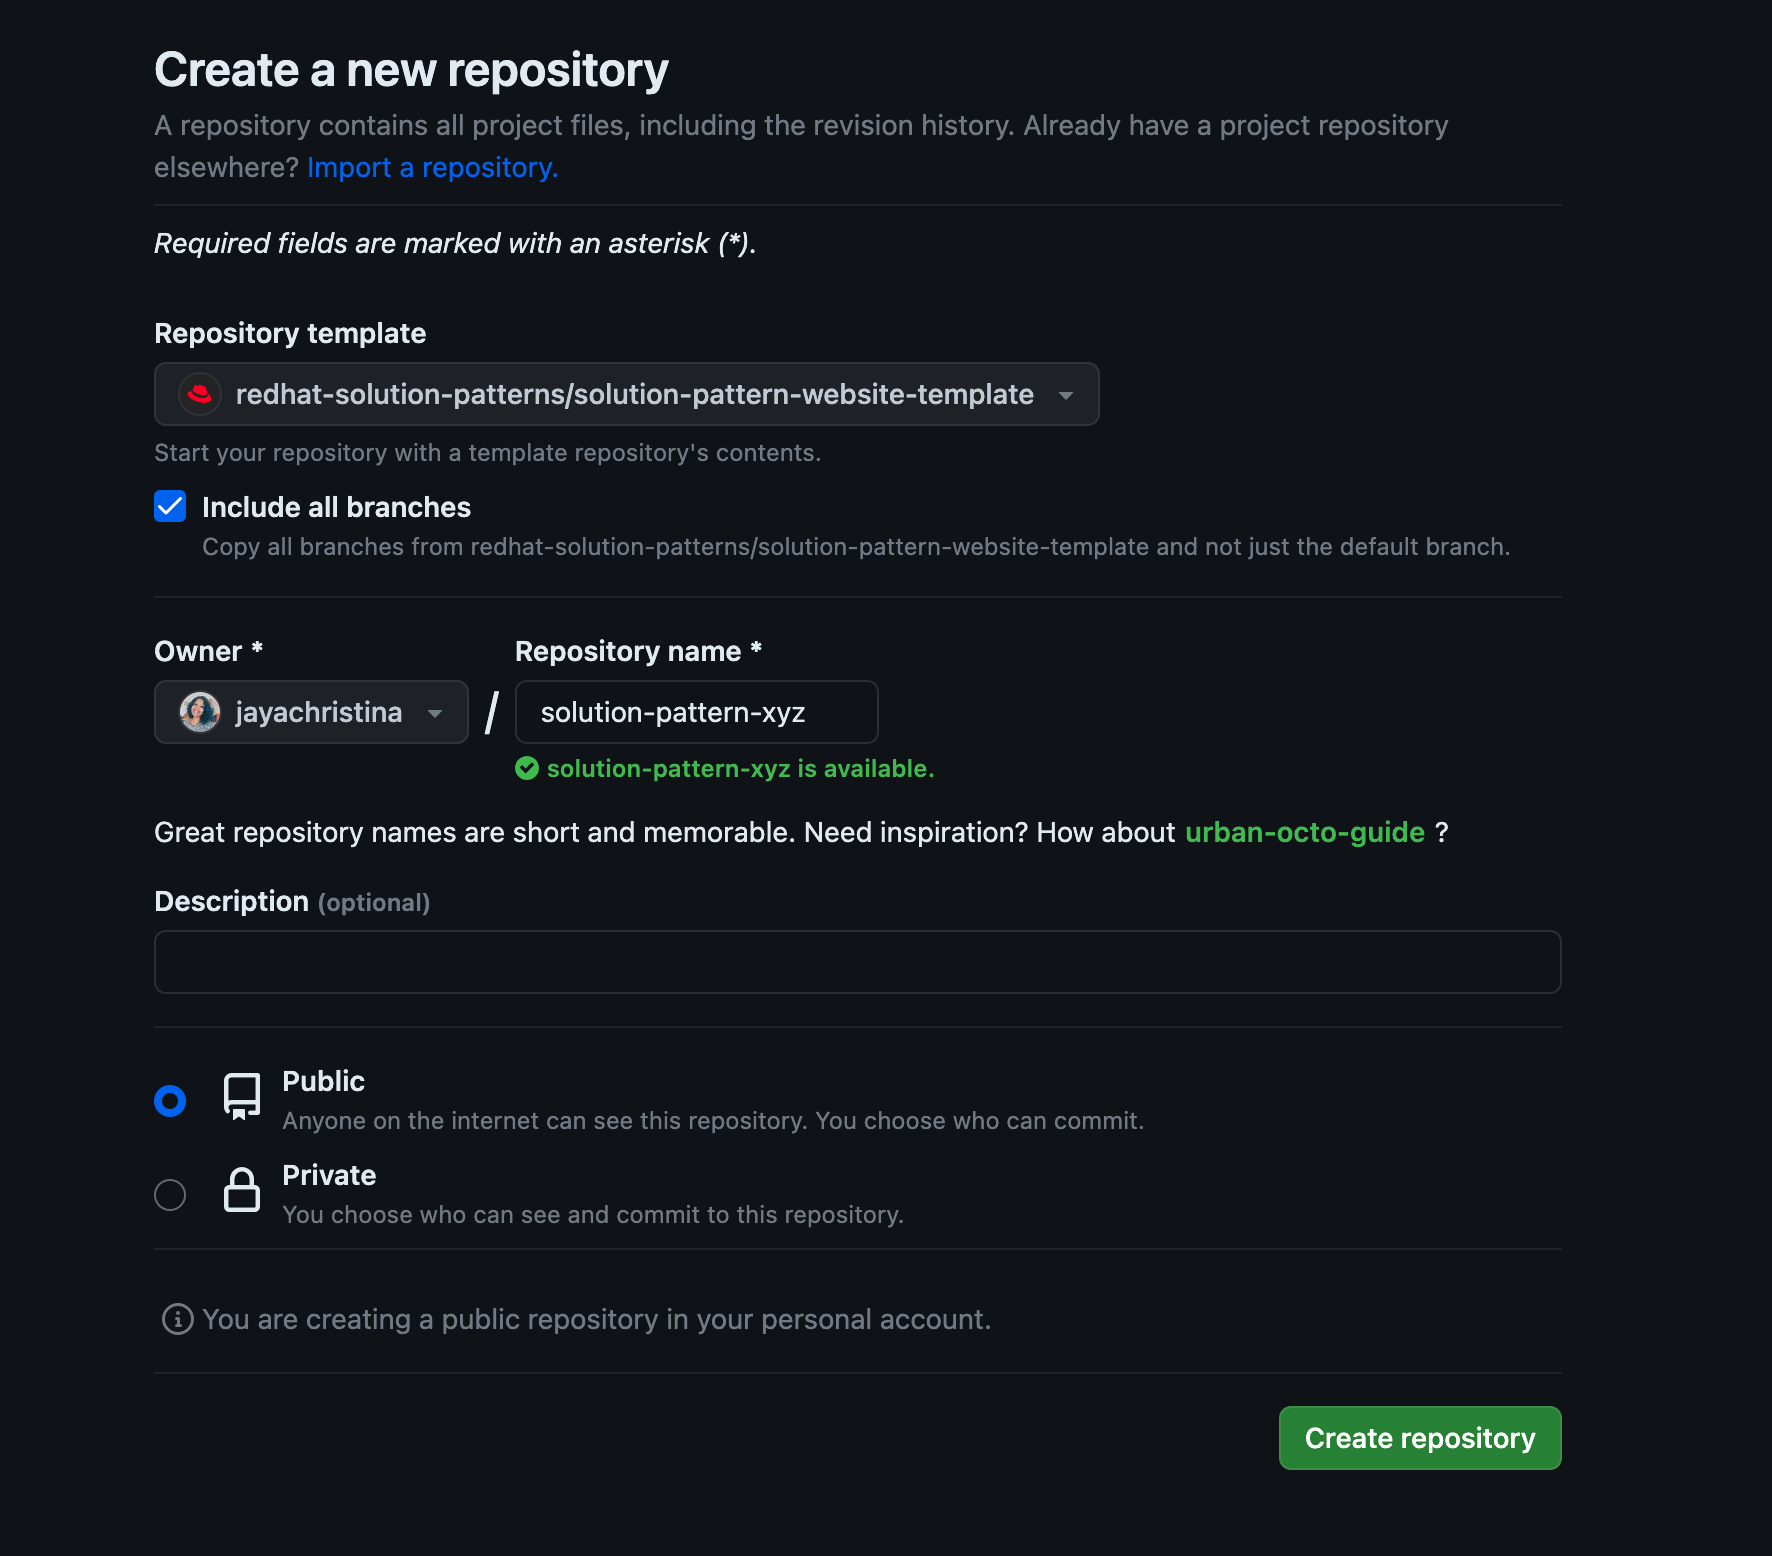 Create a new repository
A repository contains all project files, including the revision history. Already have a project repository
elsewhere? Import a repository.
Required fields are marked with an asterisk (*).
Repository template
redhat-solution-patterns/solution-pattern-website-template
Start your repository with a template repository's contents.
Include all branches
Copy all branches from redhat-solution-patterns/solution-pattern-website-template and not just the default branch.
Owner * Repository name *
jayachristina / solution-pattern-xyz
solution-pattern-xyz is available.
Great repository names are short and memorable. Need inspiration? How about urban-octo-guide ?
Description (optional)
Public
Anyone on the internet can see this repository. You choose who can commit.
Private
You choose who can see and commit to this repository.
You are creating a public repository in your personal account.
Create repository